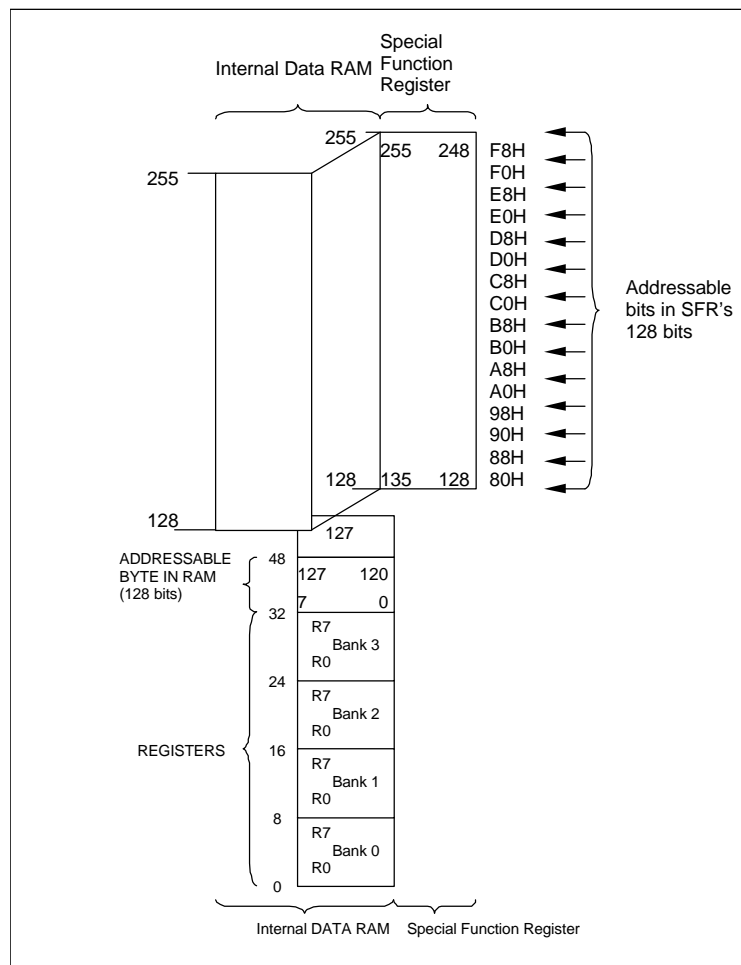 Internal Data RAM
Special
Function
Register
255
255 248
255
F8H
F0H
E8H
E0H
D8H
D0H
C8H
C0H
B8H
B0H
A8H
A0H
98H
90H
88H
80H
Addressable
bits in SFR's
128 bits
128 135 128
128
127
ADDRESSABLE
BYTE IN RAM
(128 bits)
48
127 120
7 0
32
R7
Bank 3
R0
24
R7
Bank 2
R0
REGISTERS
16
R7
Bank 1
R0
8
R7
Bank 0
R0
0
Internal DATA RAM
Special Function Register